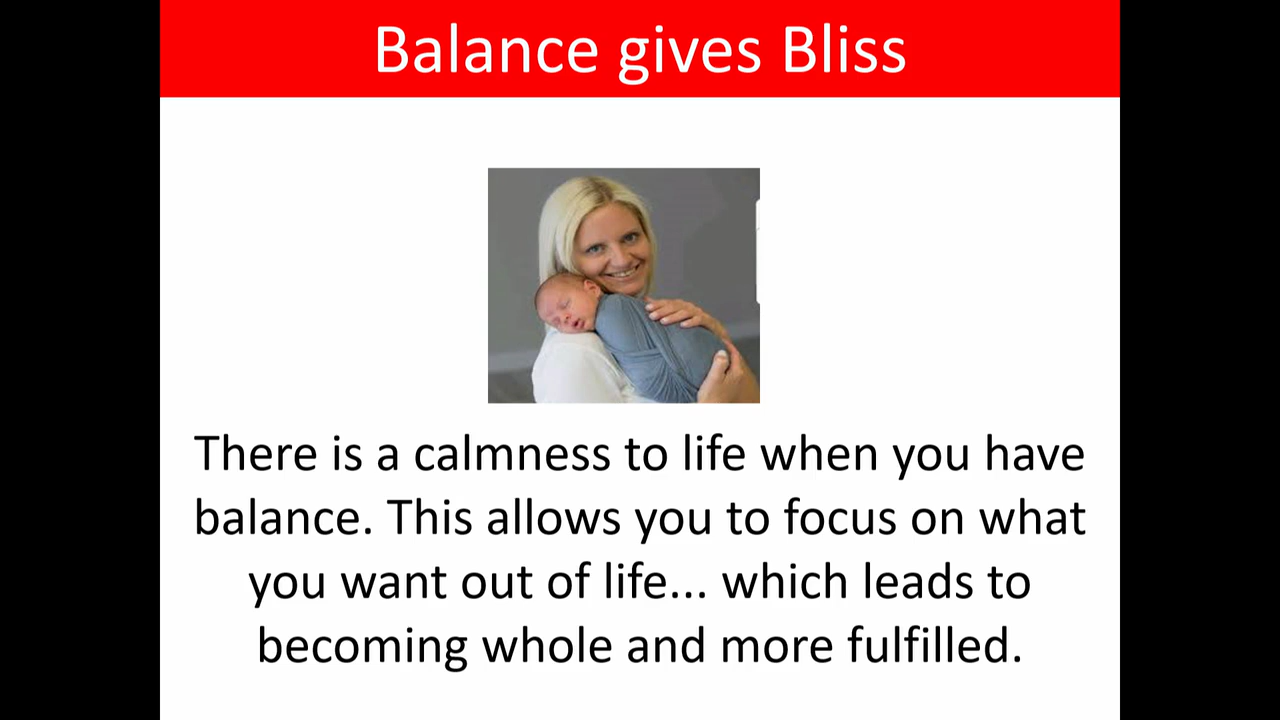 Balance gives Bliss
There is a calmness to life when you have
balance. This allows you to focus on what
you want out of life... which leads to
becoming whole and more fulfilled.